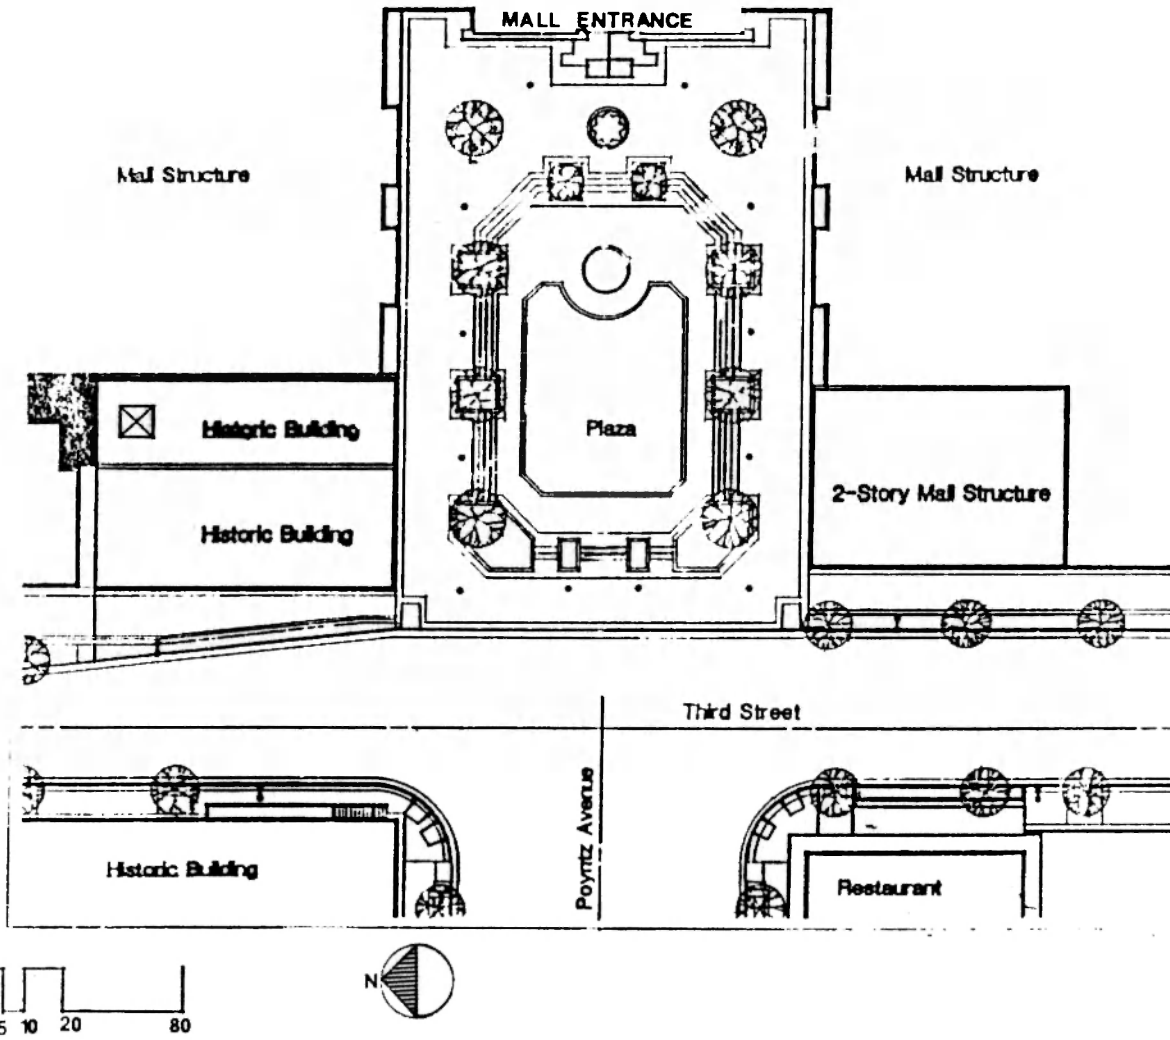 MALL ENTRANCE
Mall Structure
Mall Structure
Historic Building
Plaza
2-Story Mall Structure
Historic Building
Third Street
Poyntz Avenue
Historic Building
Restaurant
N
5 10 20 80